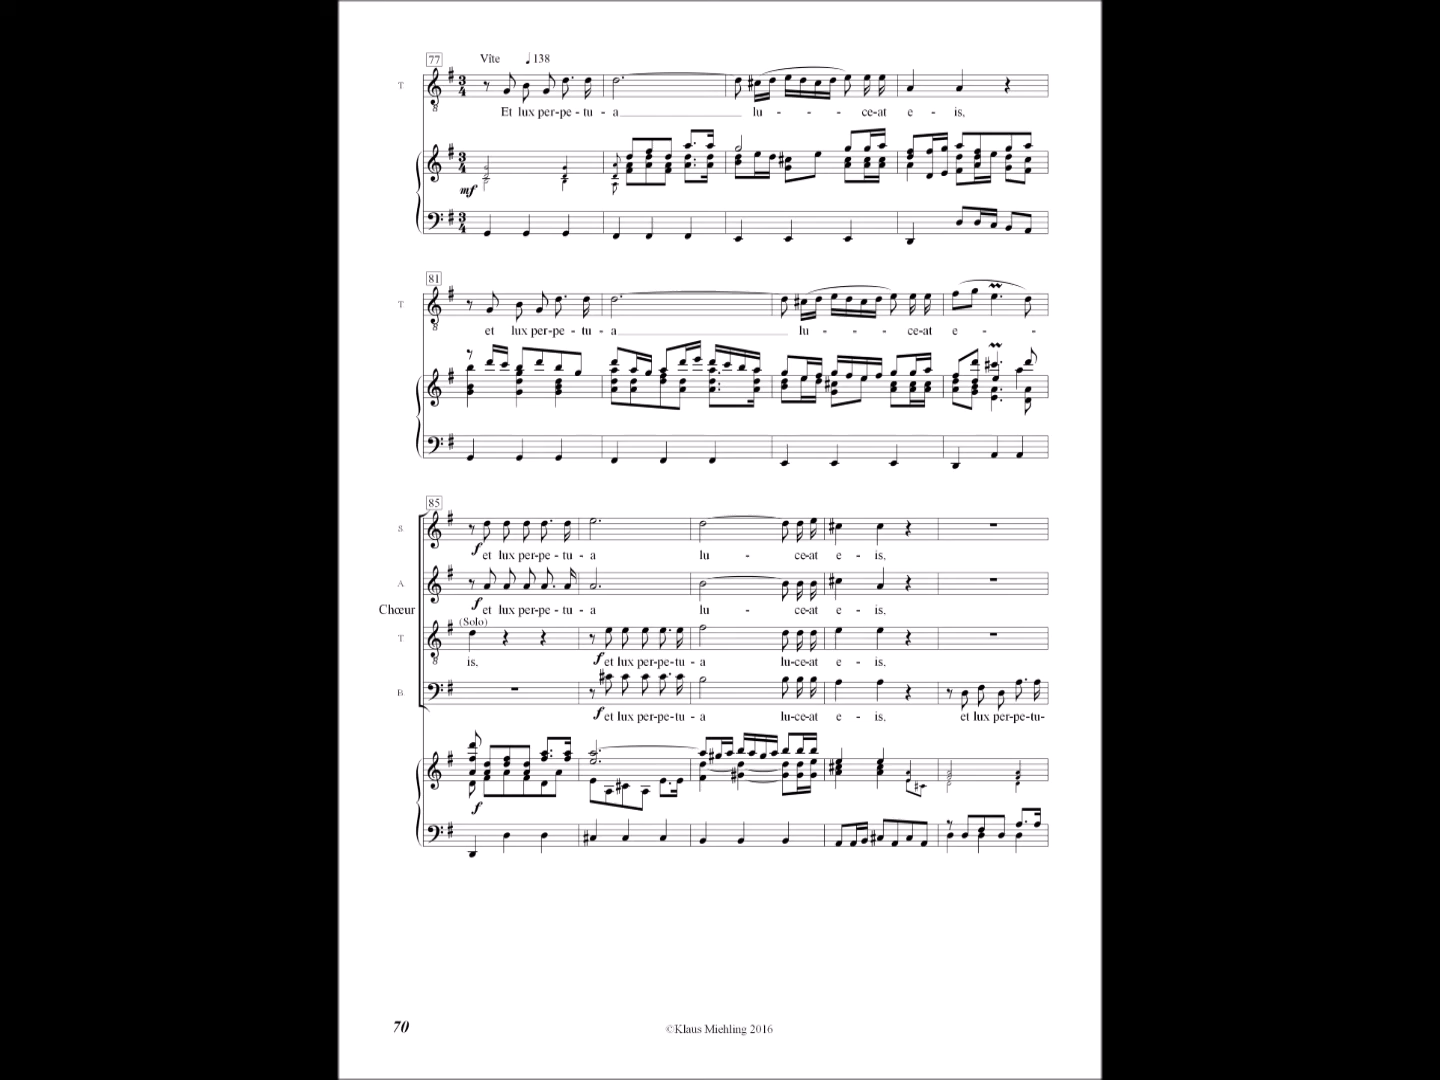 77 Vîte ♩138
T
Et lux per-pe - tu - a lu - - - ce-at e - is,
mf
81
T
et lux per-pe - tu - a lu - - - ce-at e - -
85
S
f et lux per-pe - tu - a lu - ce-at e - is,
A
f et lux per-pe - tu - a lu - ce-at e - is,
Chœur
(Solo)
T
is. f et lux per-pe-tu - a lu-ce-at e - is.
B
f et lux per-pe-tu - a lu-ce-at e - is. et lux per-pe-tu-
f
70 ©Klaus Miehling 2016